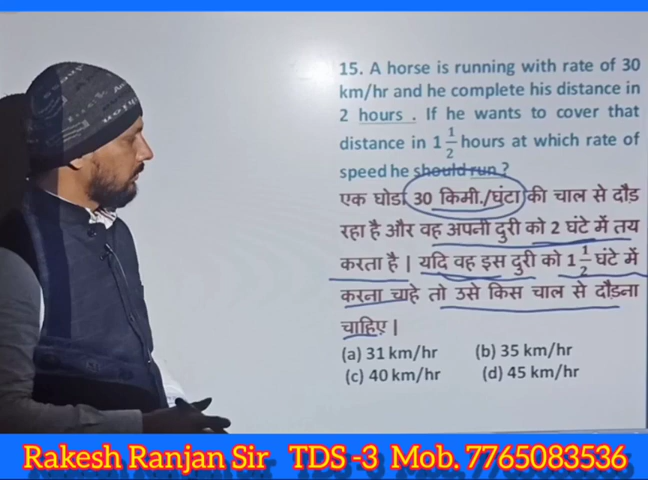 15. A horse is running with rate of 30
km/hr and he complete his distance in
2 hours . If he wants to cover that
distance in 1 1/2 hours at which rate of
speed he should run ?
एक घोडा 30 किमी./घंटा की चाल से दौड़
रहा है और वह अपनी दुरी को 2 घंटे में तय
करता है | यदि वह इस दुरी को 1 1/2 घंटे में
करना चाहे तो उसे किस चाल से दौड़ना
चाहिए |
(a) 31 km/hr (b) 35 km/hr
(c) 40 km/hr (d) 45 km/hr
Rakesh Ranjan Sir TDS -3 Mob. 7765083536